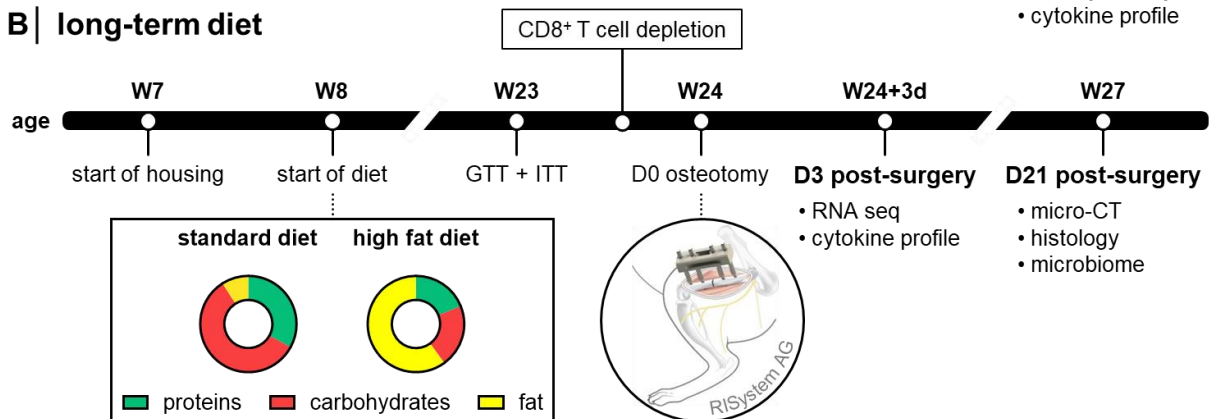 • cytokine profile
B| long-term diet
CD8⁺ T cell depletion
W7 W8 W23 W24 W24+3d W27
age
start of housing start of diet GTT + ITT D0 osteotomy D3 post-surgery D21 post-surgery
• RNA seq
• cytokine profile
• micro-CT
• histology
• microbiome
standard diet high fat diet
proteins carbohydrates fat
RISystem AG